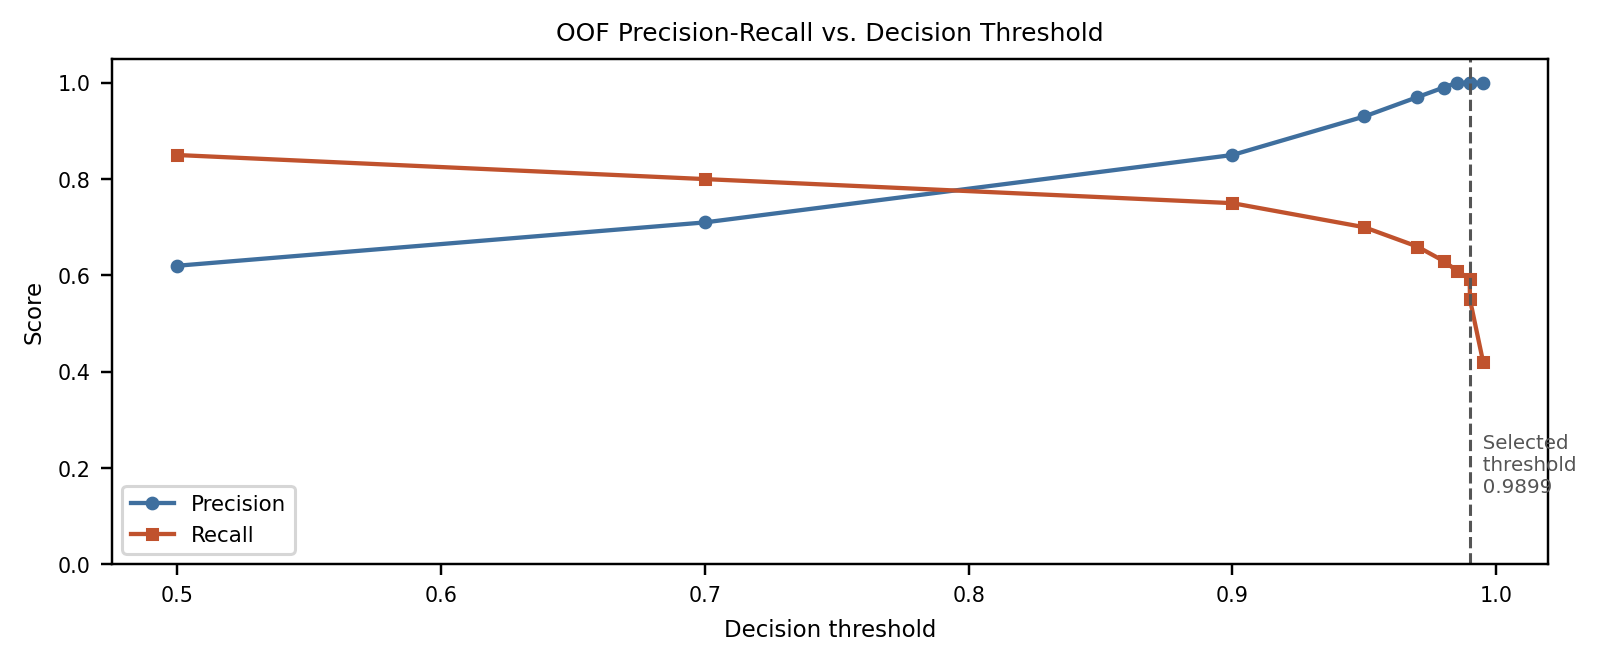 OOF Precision-Recall vs. Decision Threshold
1.0
0.8
0.6
0.4
0.2
0.0
Score
Selected
threshold
0.9899
Precision
Recall
0.5 0.6 0.7 0.8 0.9 1.0
Decision threshold